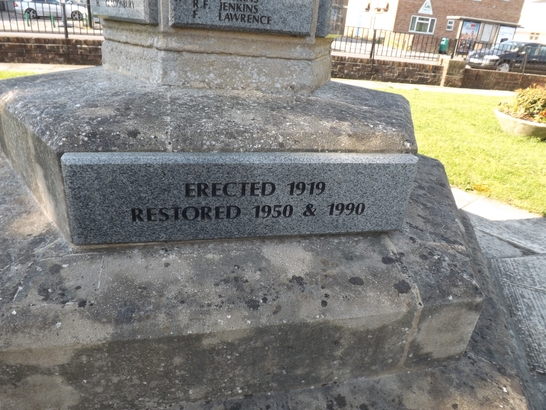 R.F. JENKINS
F. LAWRENCE
ERECTED 1919
RESTORED 1950 & 1990